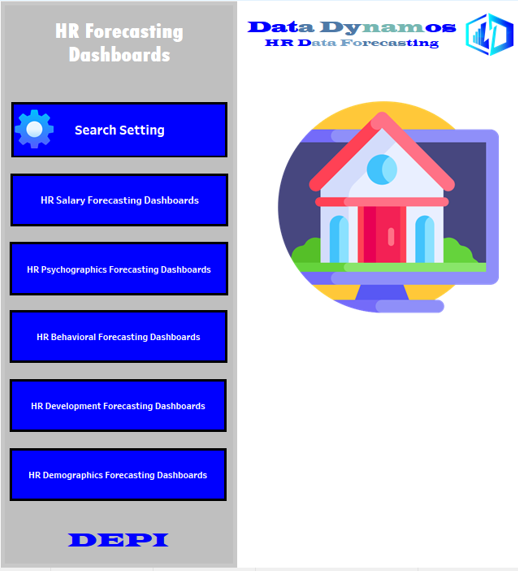 HR Forecasting
Dashboards
Search Setting
HR Salary Forecasting Dashboards
HR Psychographics Forecasting Dashboards
HR Behavioral Forecasting Dashboards
HR Development Forecasting Dashboards
HR Demographics Forecasting Dashboards
DEPI
Data Dynamos
HR Data Forecasting